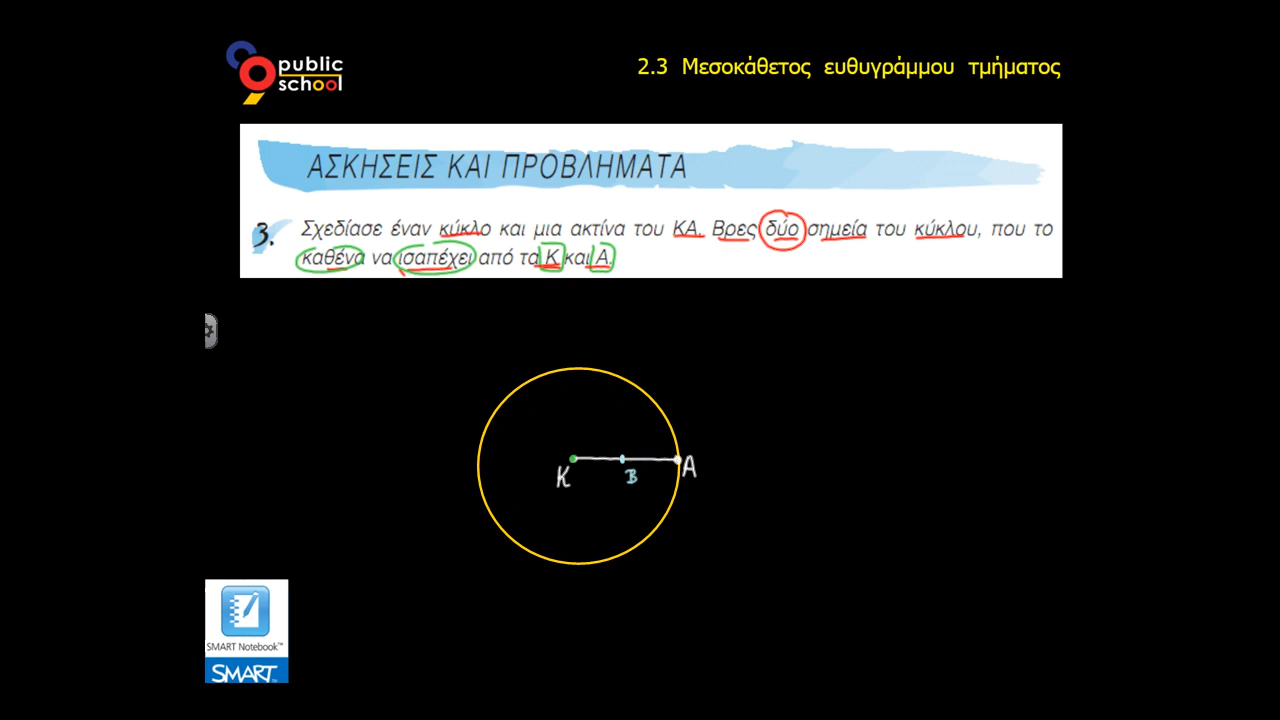 public
school
2.3 Μεσοκάθετος ευθυγράμμου τμήματος
ΑΣΚΗΣΕΙΣ ΚΑΙ ΠΡΟΒΛΗΜΑΤΑ
3. Σχεδίασε έναν κύκλο και μια ακτίνα του ΚΑ. Βρες δύο σημεία του κύκλου, που το
καθένα να ισαπέχει από τα Κ και Α.
Κ Β Α
SMART Notebook™
SMART